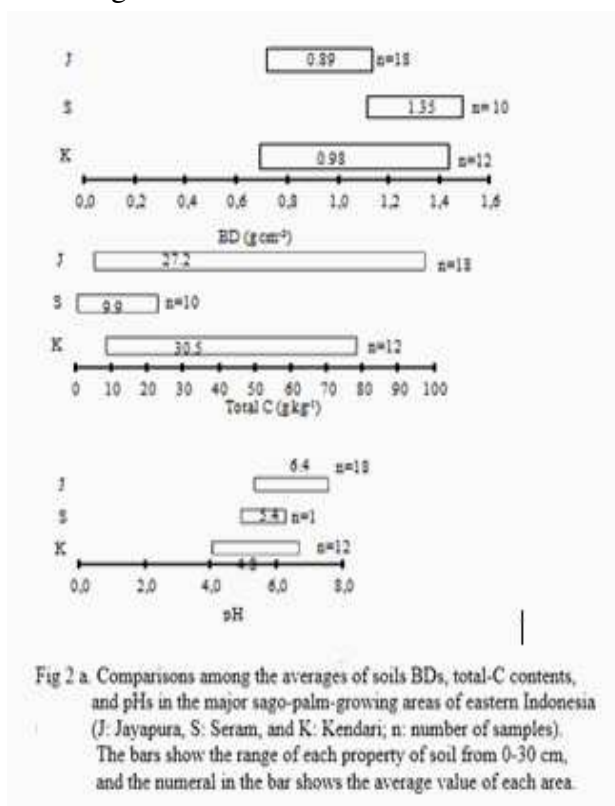 J 0.89 n=18
S 1.35 n=10
K 0.98 n=12
0,0 0,2 0,4 0,6 0,8 1,0 1,2 1,4 1,6
BD (g cm⁻³)
J 27.2 n=18
S 9.9 n=10
K 30.5 n=12
0 10 20 30 40 50 60 70 80 90 100
Total C (g kg⁻¹)
6.4 n=18
J
S 5.4 n=1
K n=12
0,0 2,0 4,0 6,0 8,0
pH
Fig 2 a. Comparisons among the averages of soils BDs, total-C contents,
and pHs in the major sago-palm-growing areas of eastern Indonesia
(J: Jayapura, S: Seram, and K: Kendari; n: number of samples).
The bars show the range of each property of soil from 0-30 cm,
and the numeral in the bar shows the average value of each area.